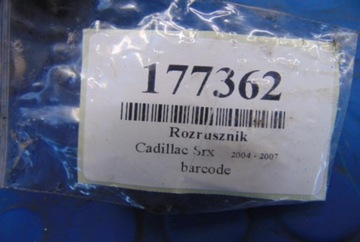 177362
Rozrusznik
Cadillac Srx 2004 - 2007
barcode